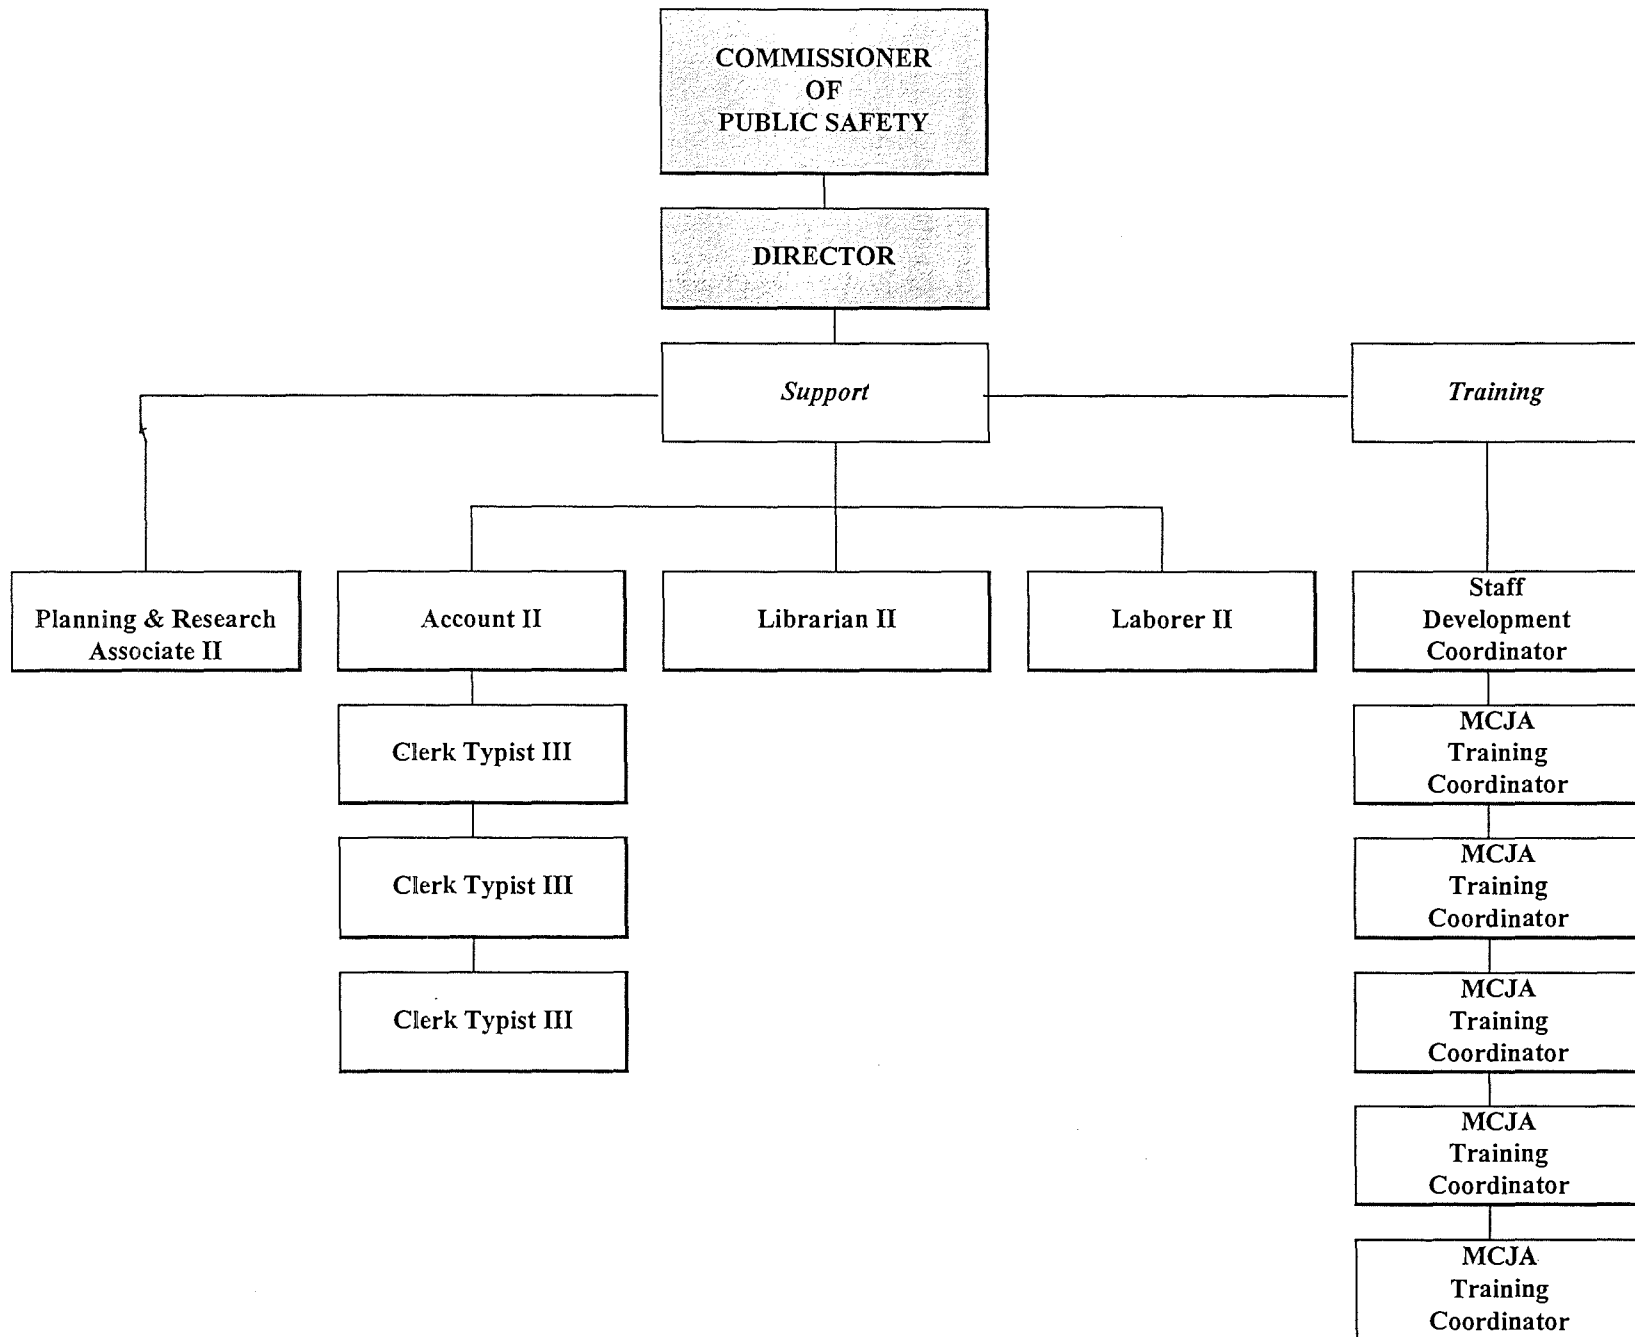 COMMISSIONER
OF
PUBLIC SAFETY
DIRECTOR
Support
Training
Planning & Research
Associate II
Account II
Librarian II
Laborer II
Staff
Development
Coordinator
Clerk Typist III
MCJA
Training
Coordinator
Clerk Typist III
MCJA
Training
Coordinator
Clerk Typist III
MCJA
Training
Coordinator
MCJA
Training
Coordinator
MCJA
Training
Coordinator